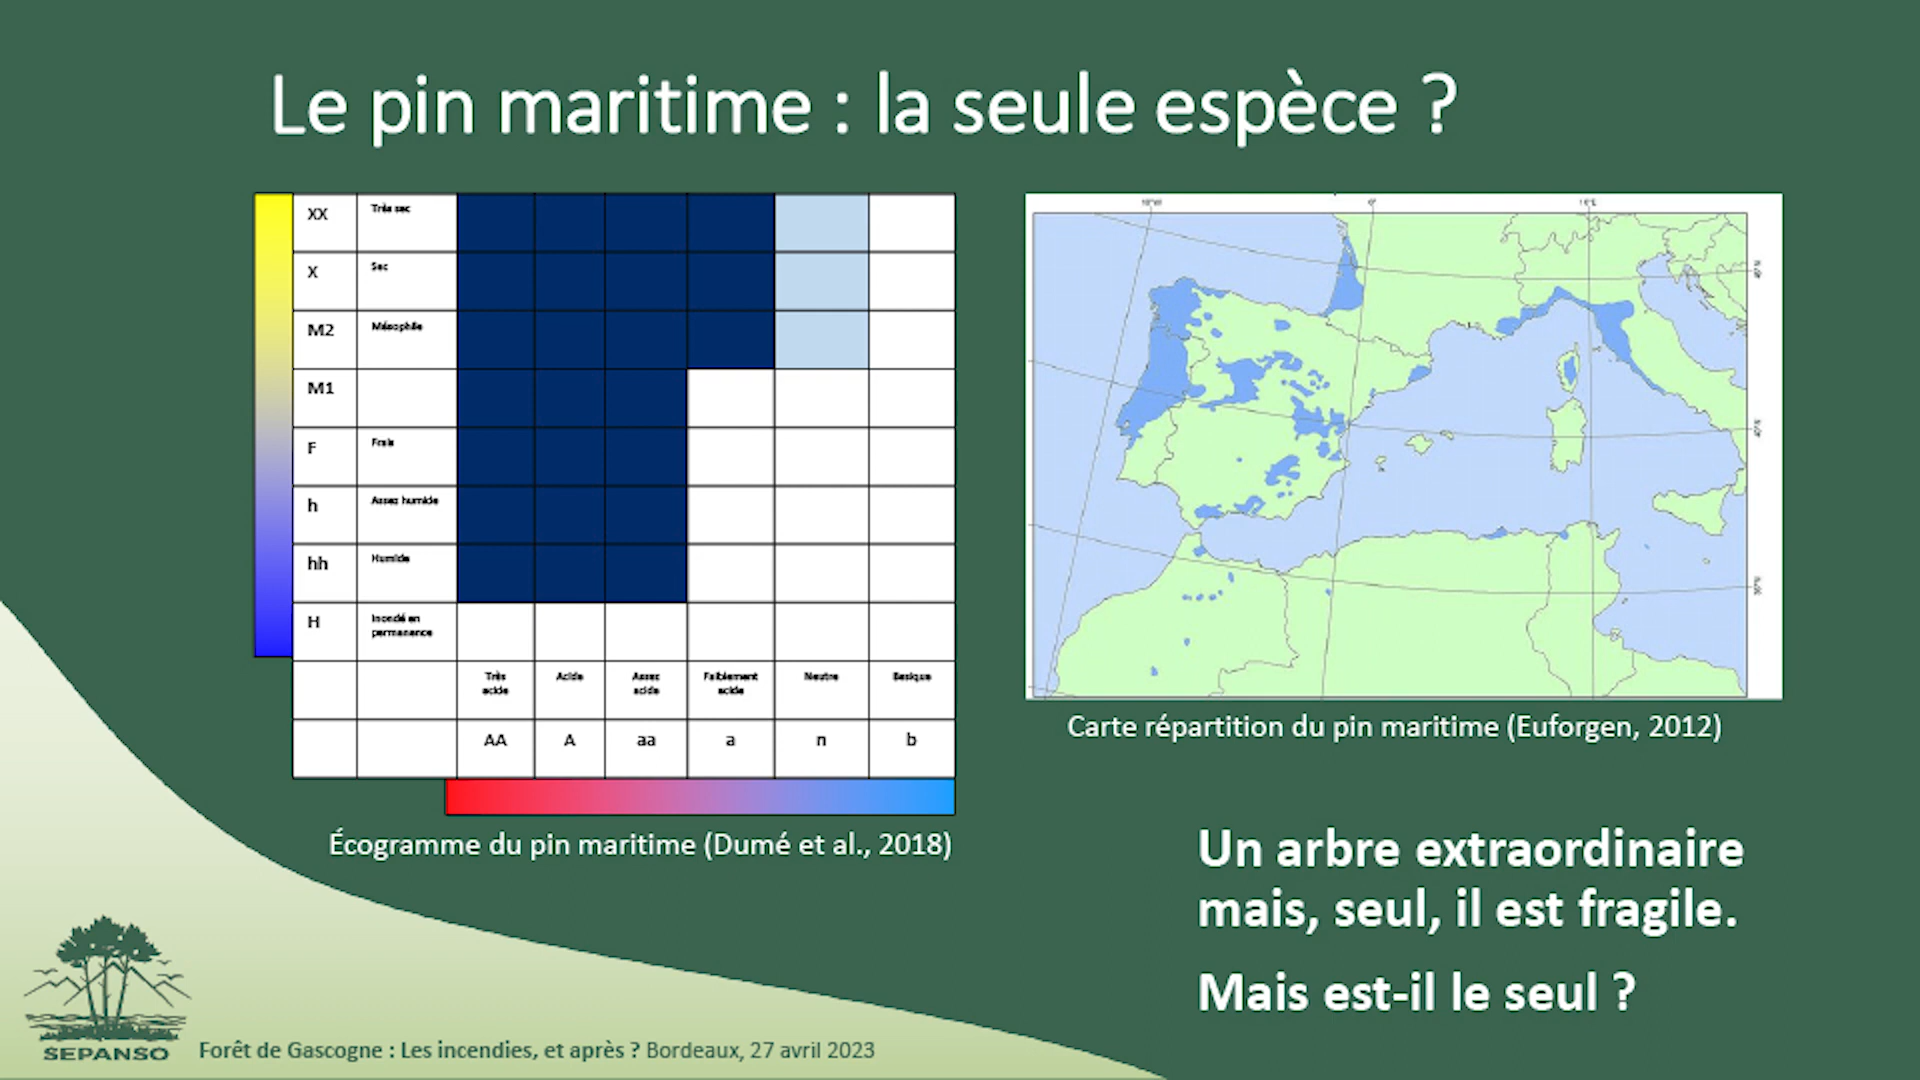 Le pin maritime : la seule espèce ?
XX Très sec
X Sec
M2 Mésophile
M1
F Frais
h Assez humide
hh Humide
H Inondé en
permanence
Très
acide
Acide
Assez
acide
Faiblement
acide
Neutre
Basique
AA A aa a n b
Écogramme du pin maritime (Dumé et al., 2018)
10°W 0° 10°E
Carte répartition du pin maritime (Euforgen, 2012)
Un arbre extraordinaire
mais, seul, il est fragile.
Mais est-il le seul ?
SEPANSO
Forêt de Gascogne : Les incendies, et après ? Bordeaux, 27 avril 2023